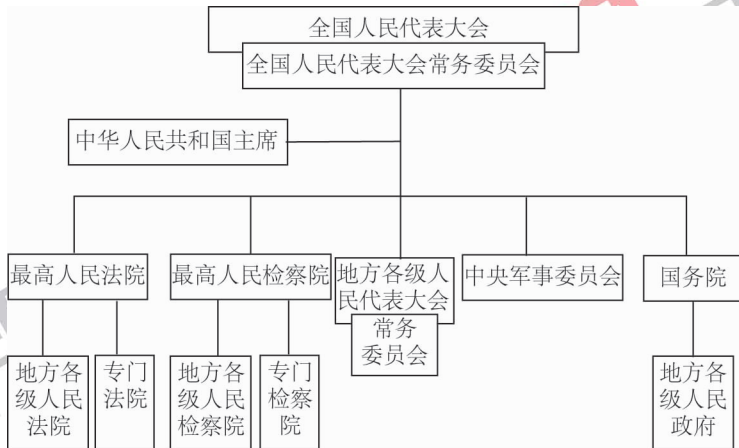 全国人民代表大会
全国人民代表大会常务委员会
中华人民共和国主席
最高人民法院
最高人民检察院
地方各级人
民代表大会
常务
委员会
中央军事委员会
国务院
地方各
级人民
法院
专门
法院
地方各
级人民
检察院
专门
检察
院
地方各
级人民
政府